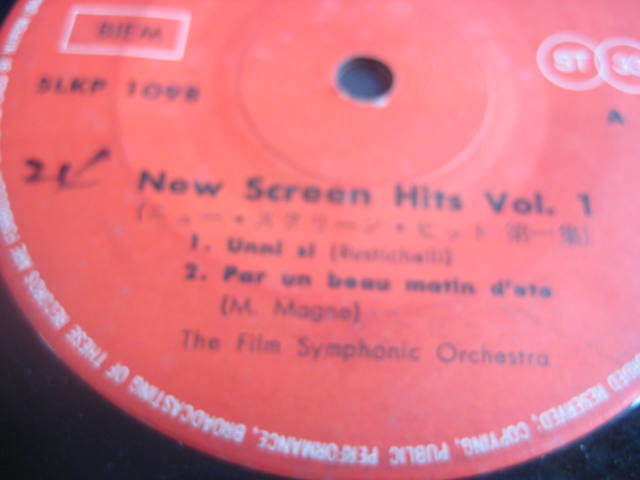 BIEM
ST 33
SLKP 1098
A
21
New Screen Hits Vol. 1
(ニュー・スクリーン・ヒット 第一集)
1. Unni si (Rustichelli)
2. Par un beau matin d'ete
(M. Magne)
The Film Symphonic Orchestra
OF THESE RECORDS ARE
RESERVED, COPYING, PUBLIC PERFORMANCE, BROADCASTING